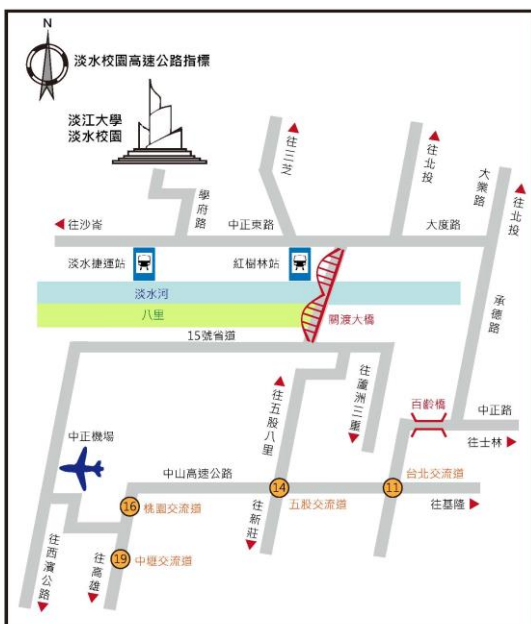 N
淡水校園高速公路指標
淡江大學
淡水校園
往三芝
往北投
大業路
往北投
學府路
往沙崙
中正東路
大度路
淡水捷運站
紅樹林站
淡水河
八里
關渡大橋
承德路
15號省道
往五股八里
往蘆洲三重
百齡橋
中正路
往士林
中正機場
中山高速公路
台北交流道
14
11
16
桃園交流道
五股交流道
往基隆
往新莊
19
中壢交流道
往西濱公路
往高雄